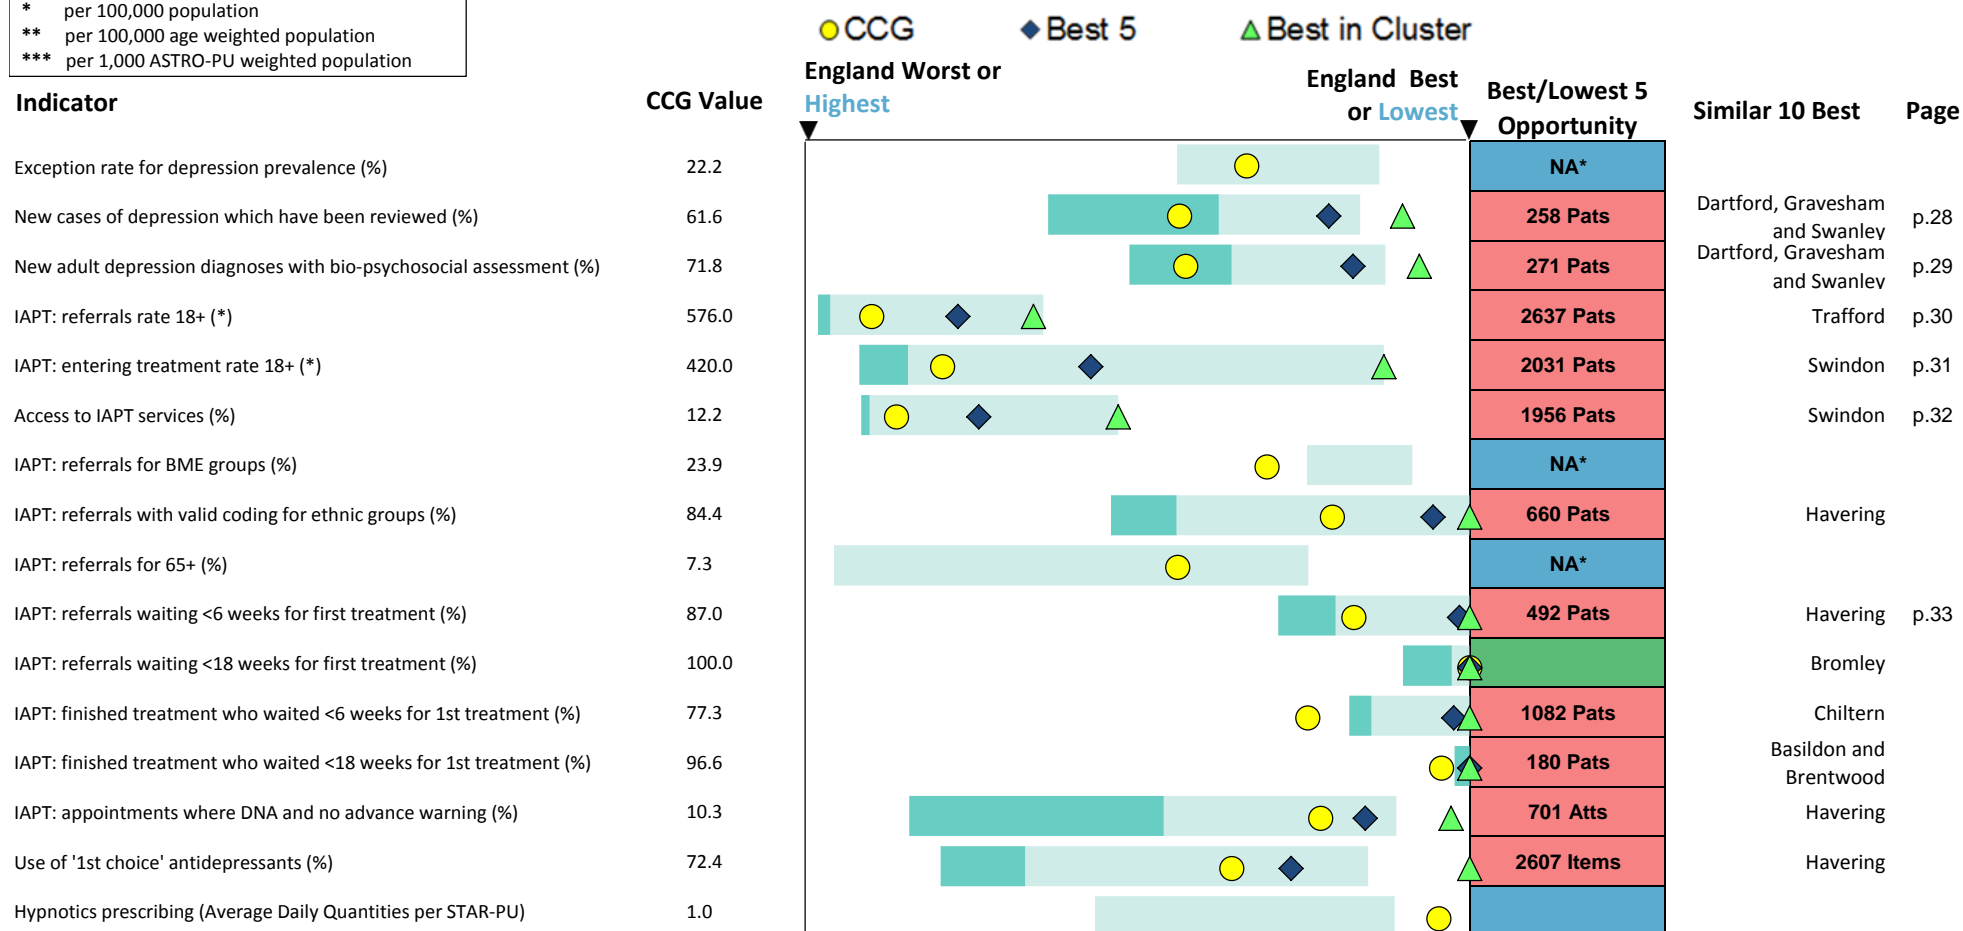 * per 100,000 population
** per 100,000 age weighted population
*** per 1,000 ASTRO-PU weighted population
CCG Best 5 Best in Cluster
Indicator CCG Value England Worst or Highest England Best or Lowest Best/Lowest 5 Opportunity Similar 10 Best Page
Exception rate for depression prevalence (%) 22.2 NA*
New cases of depression which have been reviewed (%) 61.6 258 Pats Dartford, Gravesham and Swanley p.28
New adult depression diagnoses with bio-psychosocial assessment (%) 71.8 271 Pats Dartford, Gravesham and Swanley p.29
IAPT: referrals rate 18+ (*) 576.0 2637 Pats Trafford p.30
IAPT: entering treatment rate 18+ (*) 420.0 2031 Pats Swindon p.31
Access to IAPT services (%) 12.2 1956 Pats Swindon p.32
IAPT: referrals for BME groups (%) 23.9 NA*
IAPT: referrals with valid coding for ethnic groups (%) 84.4 660 Pats Havering
IAPT: referrals for 65+ (%) 7.3 NA*
IAPT: referrals waiting <6 weeks for first treatment (%) 87.0 492 Pats Havering p.33
IAPT: referrals waiting <18 weeks for first treatment (%) 100.0 Bromley
IAPT: finished treatment who waited <6 weeks for 1st treatment (%) 77.3 1082 Pats Chiltern
IAPT: finished treatment who waited <18 weeks for 1st treatment (%) 96.6 180 Pats Basildon and Brentwood
IAPT: appointments where DNA and no advance warning (%) 10.3 701 Atts Havering
Use of '1st choice' antidepressants (%) 72.4 2607 Items Havering
Hypnotics prescribing (Average Daily Quantities per STAR-PU) 1.0